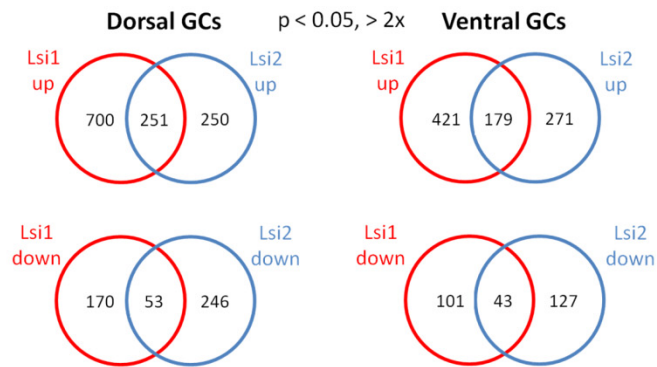 Dorsal GCs p < 0.05, > 2x Ventral GCs
Lsi1 up
Lsi2 up
700 251 250
Lsi1 up
Lsi2 up
421 179 271
Lsi1 down
Lsi2 down
170 53 246
Lsi1 down
Lsi2 down
101 43 127